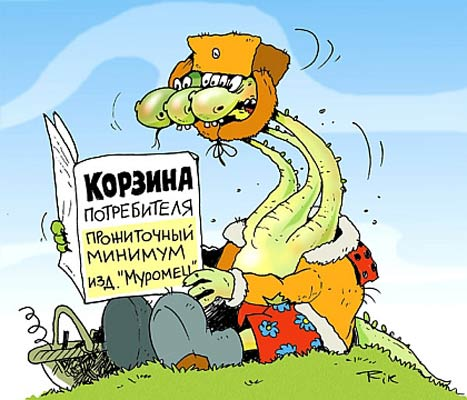 КОРЗИНА
ПОТРЕБИТЕЛЯ
ПРОЖИТОЧНЫЙ
МИНИМУМ
ИЗД. "МУРОМЕЦ"
Rik